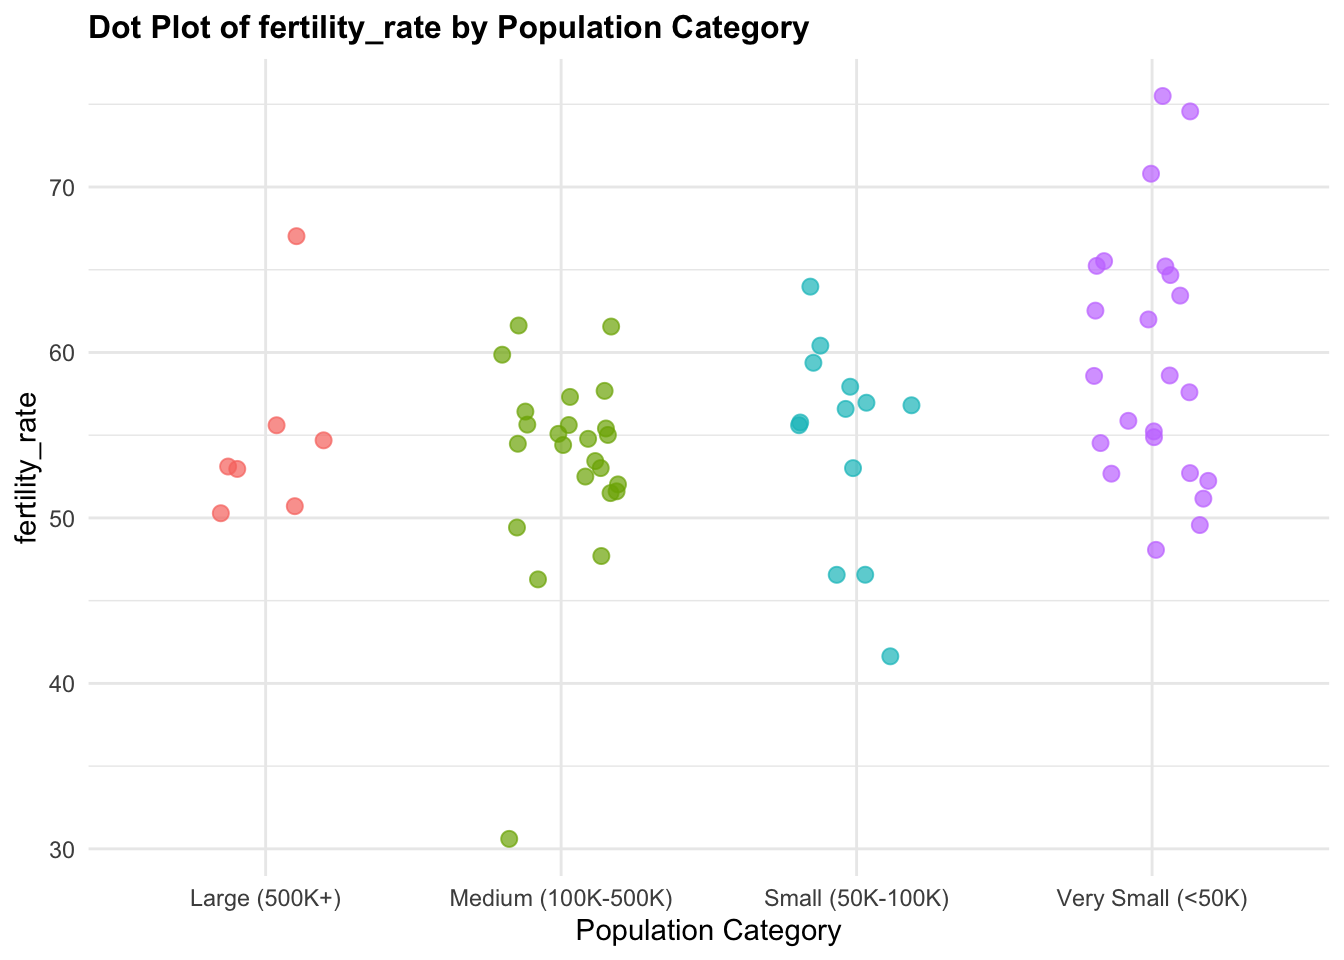 Dot Plot of fertility_rate by Population Category
fertility_rate
70
60
50
40
30
Large (500K+)
Medium (100K-500K)
Small (50K-100K)
Very Small (<50K)
Population Category